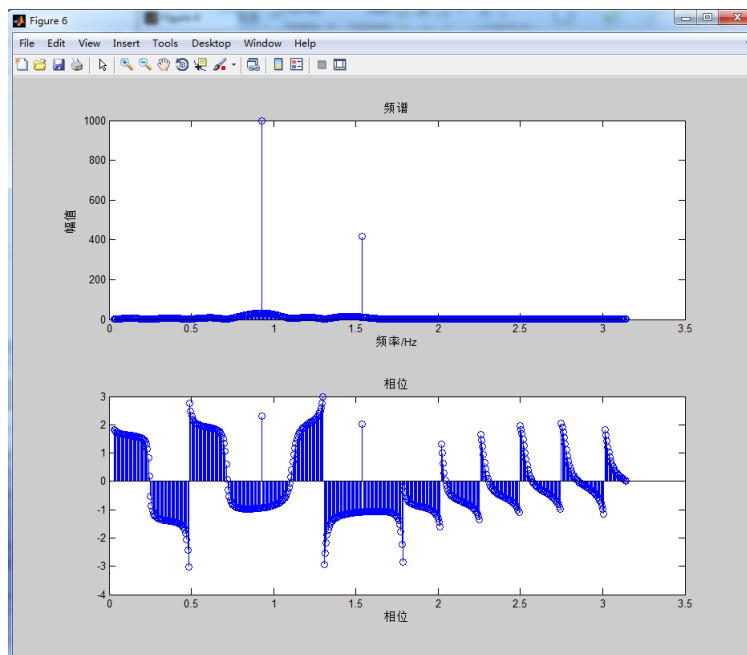 Figure 6
File Edit View Insert Tools Desktop Window Help
频谱
1000
800
600
400
200
0
幅值
0 0.5 1 1.5 2 2.5 3 3.5
频率/Hz
相位
3
2
1
0
-1
-2
-3
-4
0 0.5 1 1.5 2 2.5 3 3.5
相位